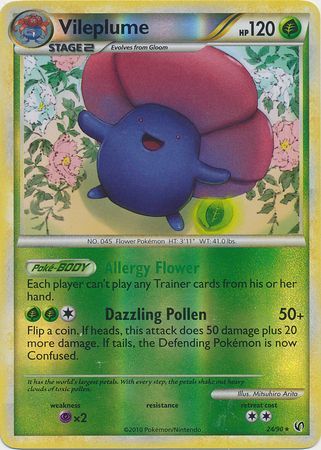 Vileplume HP 120
STAGE 2 Evolves from Gloom
NO. 045 Flower Pokémon HT: 3'11" WT: 41.0 lbs.
Poké-BODY Allergy Flower
Each player can't play any Trainer cards from his or her
hand.
Dazzling Pollen 50+
Flip a coin. If heads, this attack does 50 damage plus 20
more damage. If tails, the Defending Pokémon is now
Confused.
It has the world's largest petals. With every step, the petals shake out heavy
clouds of toxic pollen.
Illus. Mitsuhiro Arita
weakness resistance retreat cost
×2
©2010 Pokémon/Nintendo 24/90 ★